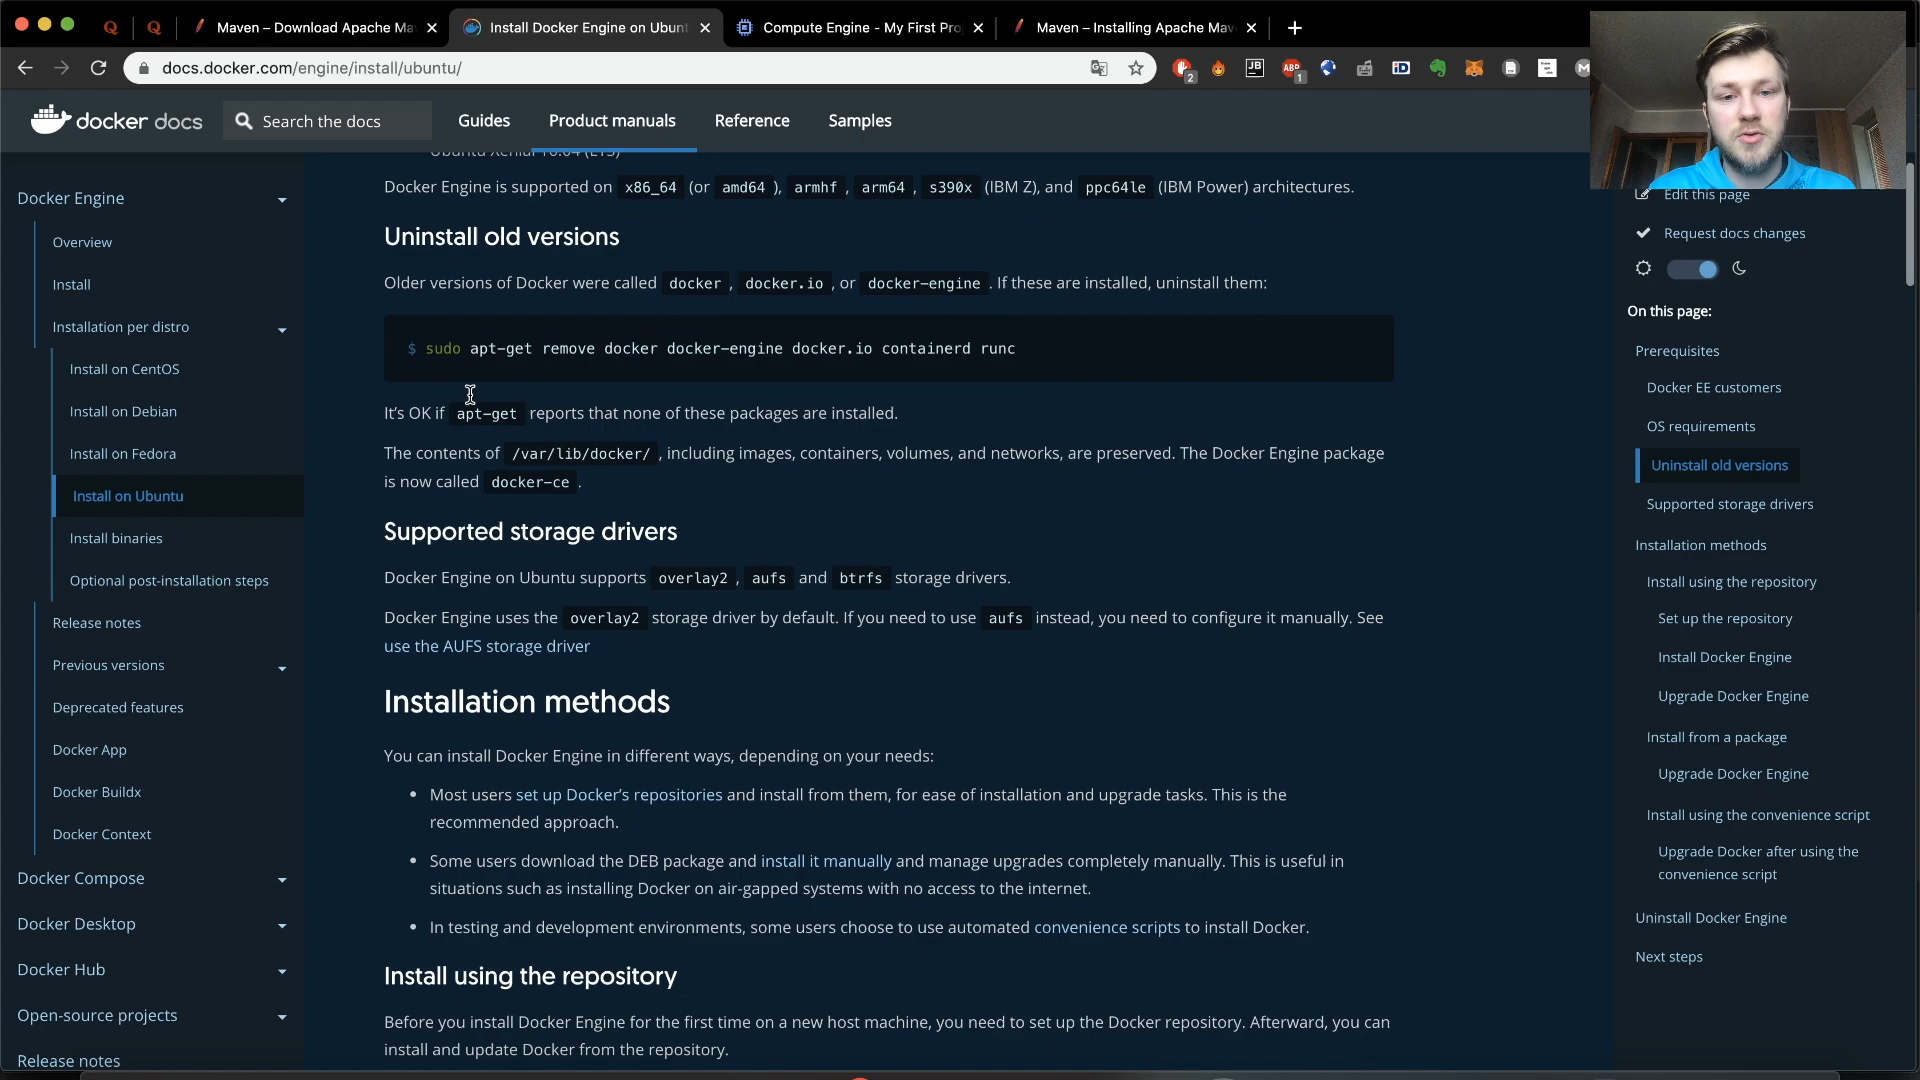 Maven – Download Apache Ma
Install Docker Engine on Ubunt
Compute Engine - My First Pro
Maven – Installing Apache Mav
docs.docker.com/engine/install/ubuntu/
2
JB
ABP
1
iD
M
docker docs
Search the docs
Guides
Product manuals
Reference
Samples
Docker Engine
Overview
Install
Installation per distro
Install on CentOS
Install on Debian
Install on Fedora
Install on Ubuntu
Install binaries
Optional post-installation steps
Release notes
Previous versions
Deprecated features
Docker App
Docker Buildx
Docker Context
Docker Compose
Docker Desktop
Docker Hub
Open-source projects
Release notes
Ubuntu Xenial 16.04 (LTS)
Docker Engine is supported on x86_64 (or amd64), armhf, arm64, s390x (IBM Z), and ppc64le (IBM Power) architectures.
Uninstall old versions
Older versions of Docker were called docker, docker.io, or docker-engine. If these are installed, uninstall them:
$ sudo apt-get remove docker docker-engine docker.io containerd runc
It’s OK if apt-get reports that none of these packages are installed.
The contents of /var/lib/docker/, including images, containers, volumes, and networks, are preserved. The Docker Engine package
is now called docker-ce.
Supported storage drivers
Docker Engine on Ubuntu supports overlay2, aufs and btrfs storage drivers.
Docker Engine uses the overlay2 storage driver by default. If you need to use aufs instead, you need to configure it manually. See
use the AUFS storage driver
Installation methods
You can install Docker Engine in different ways, depending on your needs:
• Most users set up Docker’s repositories and install from them, for ease of installation and upgrade tasks. This is the
recommended approach.
• Some users download the DEB package and install it manually and manage upgrades completely manually. This is useful in
situations such as installing Docker on air-gapped systems with no access to the internet.
• In testing and development environments, some users choose to use automated convenience scripts to install Docker.
Install using the repository
Before you install Docker Engine for the first time on a new host machine, you need to set up the Docker repository. Afterward, you can
install and update Docker from the repository.
Edit this page
Request docs changes
On this page:
Prerequisites
Docker EE customers
OS requirements
Uninstall old versions
Supported storage drivers
Installation methods
Install using the repository
Set up the repository
Install Docker Engine
Upgrade Docker Engine
Install from a package
Upgrade Docker Engine
Install using the convenience script
Upgrade Docker after using the
convenience script
Uninstall Docker Engine
Next steps